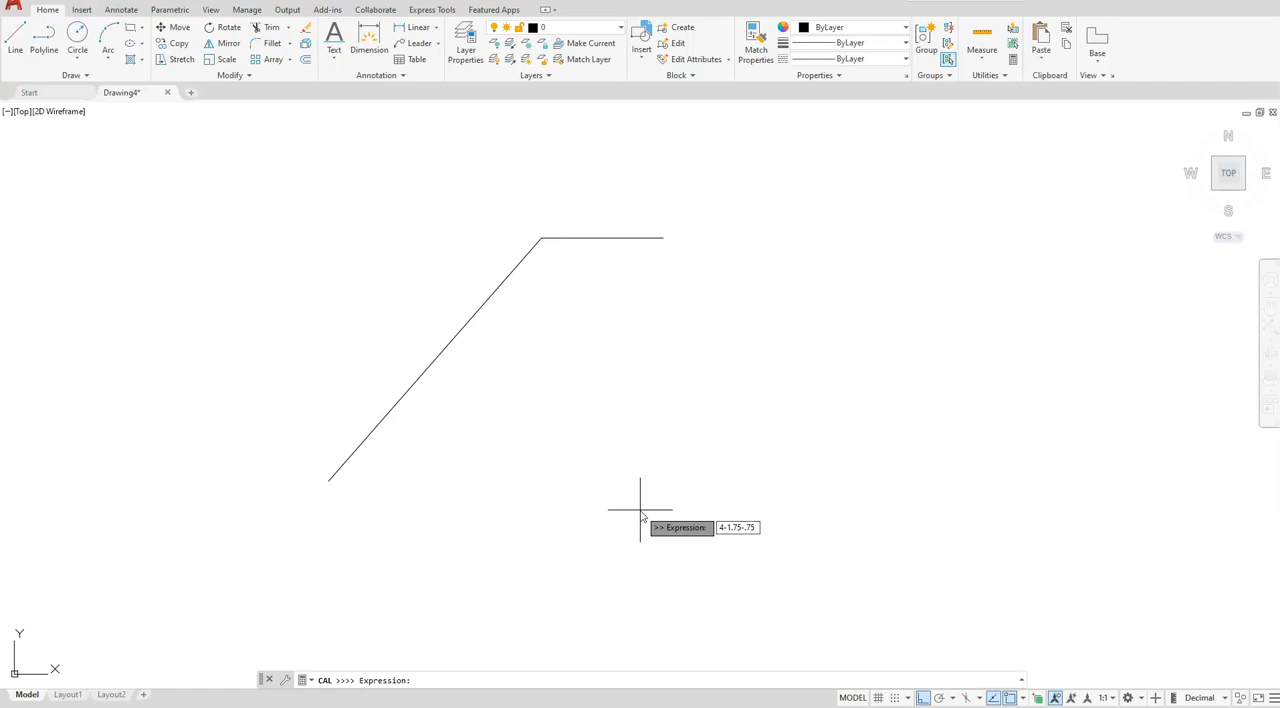 Home Insert Annotate Parametric View Manage Output Add-ins Collaborate Express Tools Featured Apps
Line Polyline Circle Arc
Move Rotate Trim
Copy Mirror Fillet
Stretch Scale Array
Text Dimension
Linear
Leader
Table
Layer Properties
0
Make Current
Match Layer
Insert
Create
Edit
Edit Attributes
Match Properties
ByLayer
ByLayer
ByLayer
Group
Measure
Paste
Base
Draw Modify Annotation Layers Block Properties Groups Utilities Clipboard View
Start Drawing4*
[−][Top][2D Wireframe]
N
W TOP E
S
WCS
>> Expression: 4-1.75-.75
Y
X
CAL >>>> Expression:
Model Layout1 Layout2
MODEL 1:1 Decimal